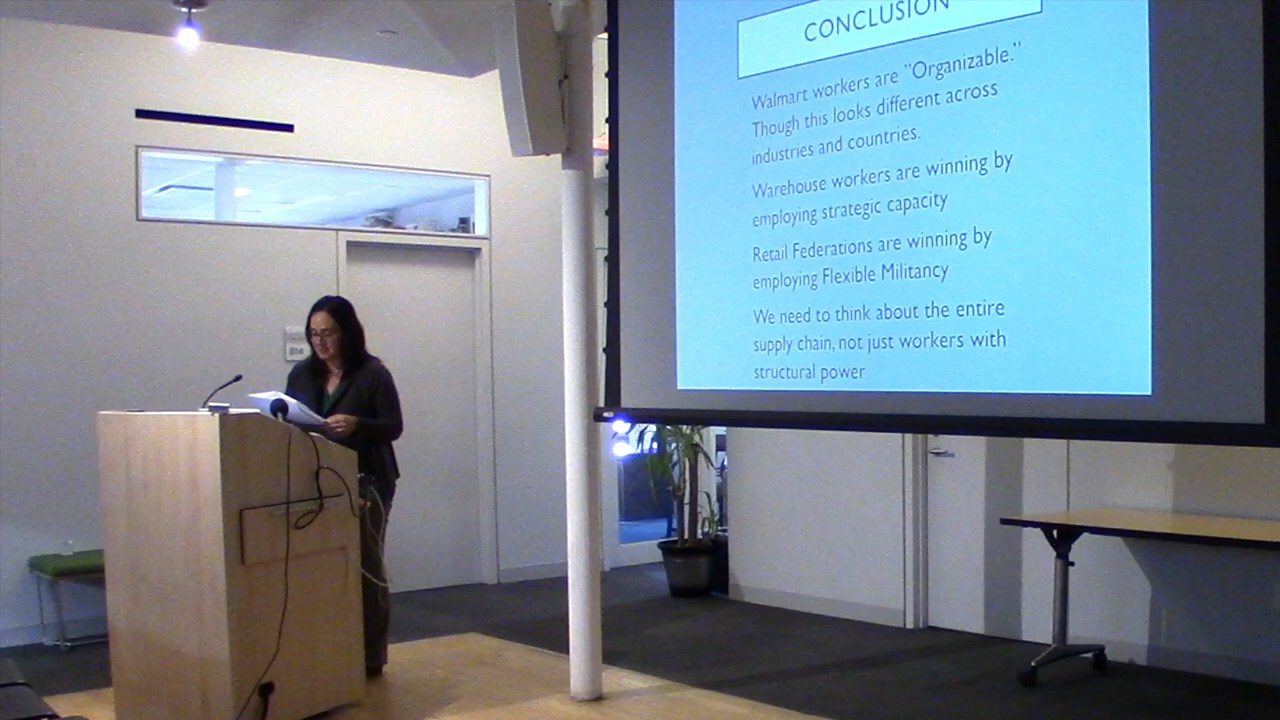 CONCLUSION
Walmart workers are "Organizable."
Though this looks different across
industries and countries.
Warehouse workers are winning by
employing strategic capacity
Retail Federations are winning by
employing Flexible Militancy
We need to think about the entire
supply chain, not just workers with
structural power